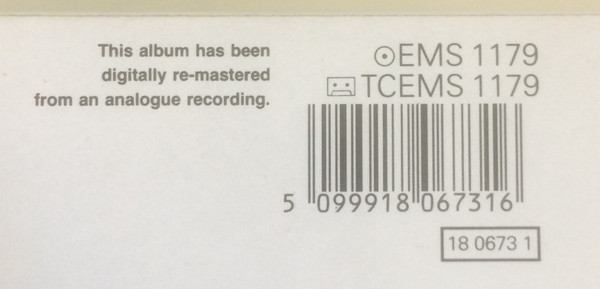 This album has been
digitally re-mastered
from an analogue recording.
EMS 1179
TCEMS 1179
5 099918 067316
18 0673 1